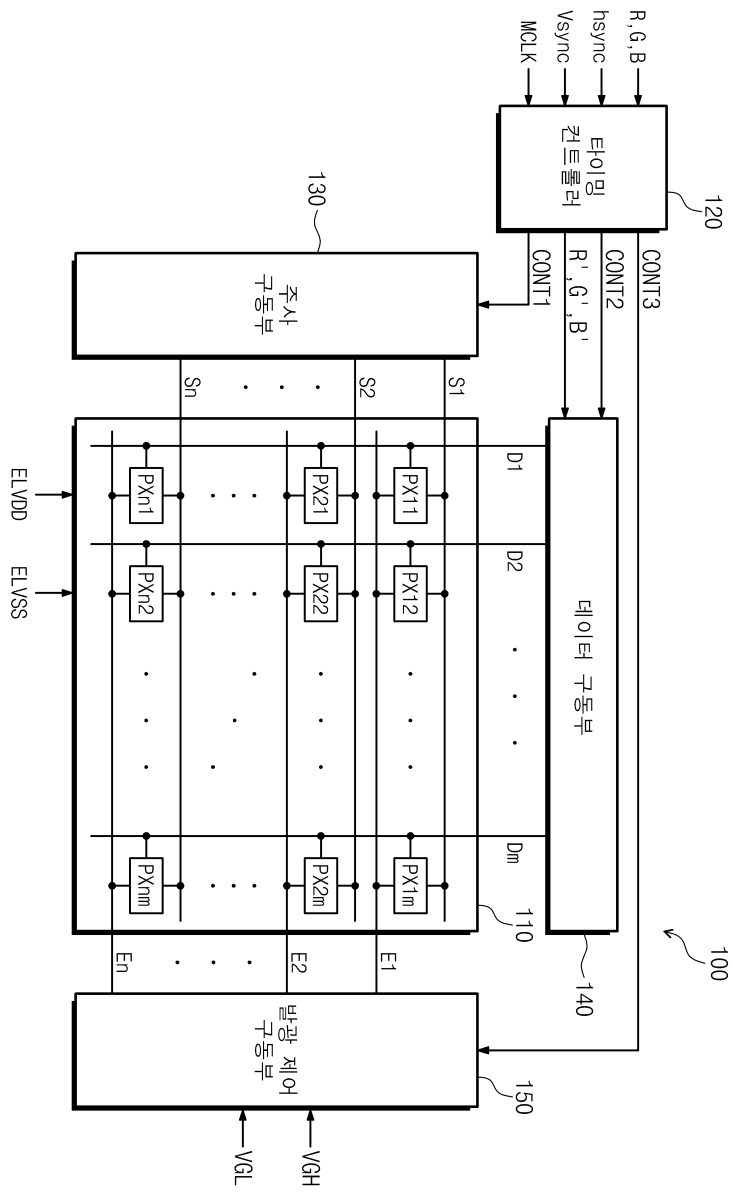 100
R,G,B
hsync
Vsync
MCLK
타이밍
컨트롤러
120
CONT3
CONT2
R',G',B'
CONT1
데이터 구동부
140
130
주사
구동부
S1
S2
Sn
D1
D2
Dm
110
PX11
PX12
PX1m
PX21
PX22
PX2m
PXn1
PXn2
PXnm
E1
E2
En
발광 제어
구동부
150
VGH
VGL
ELVDD
ELVSS